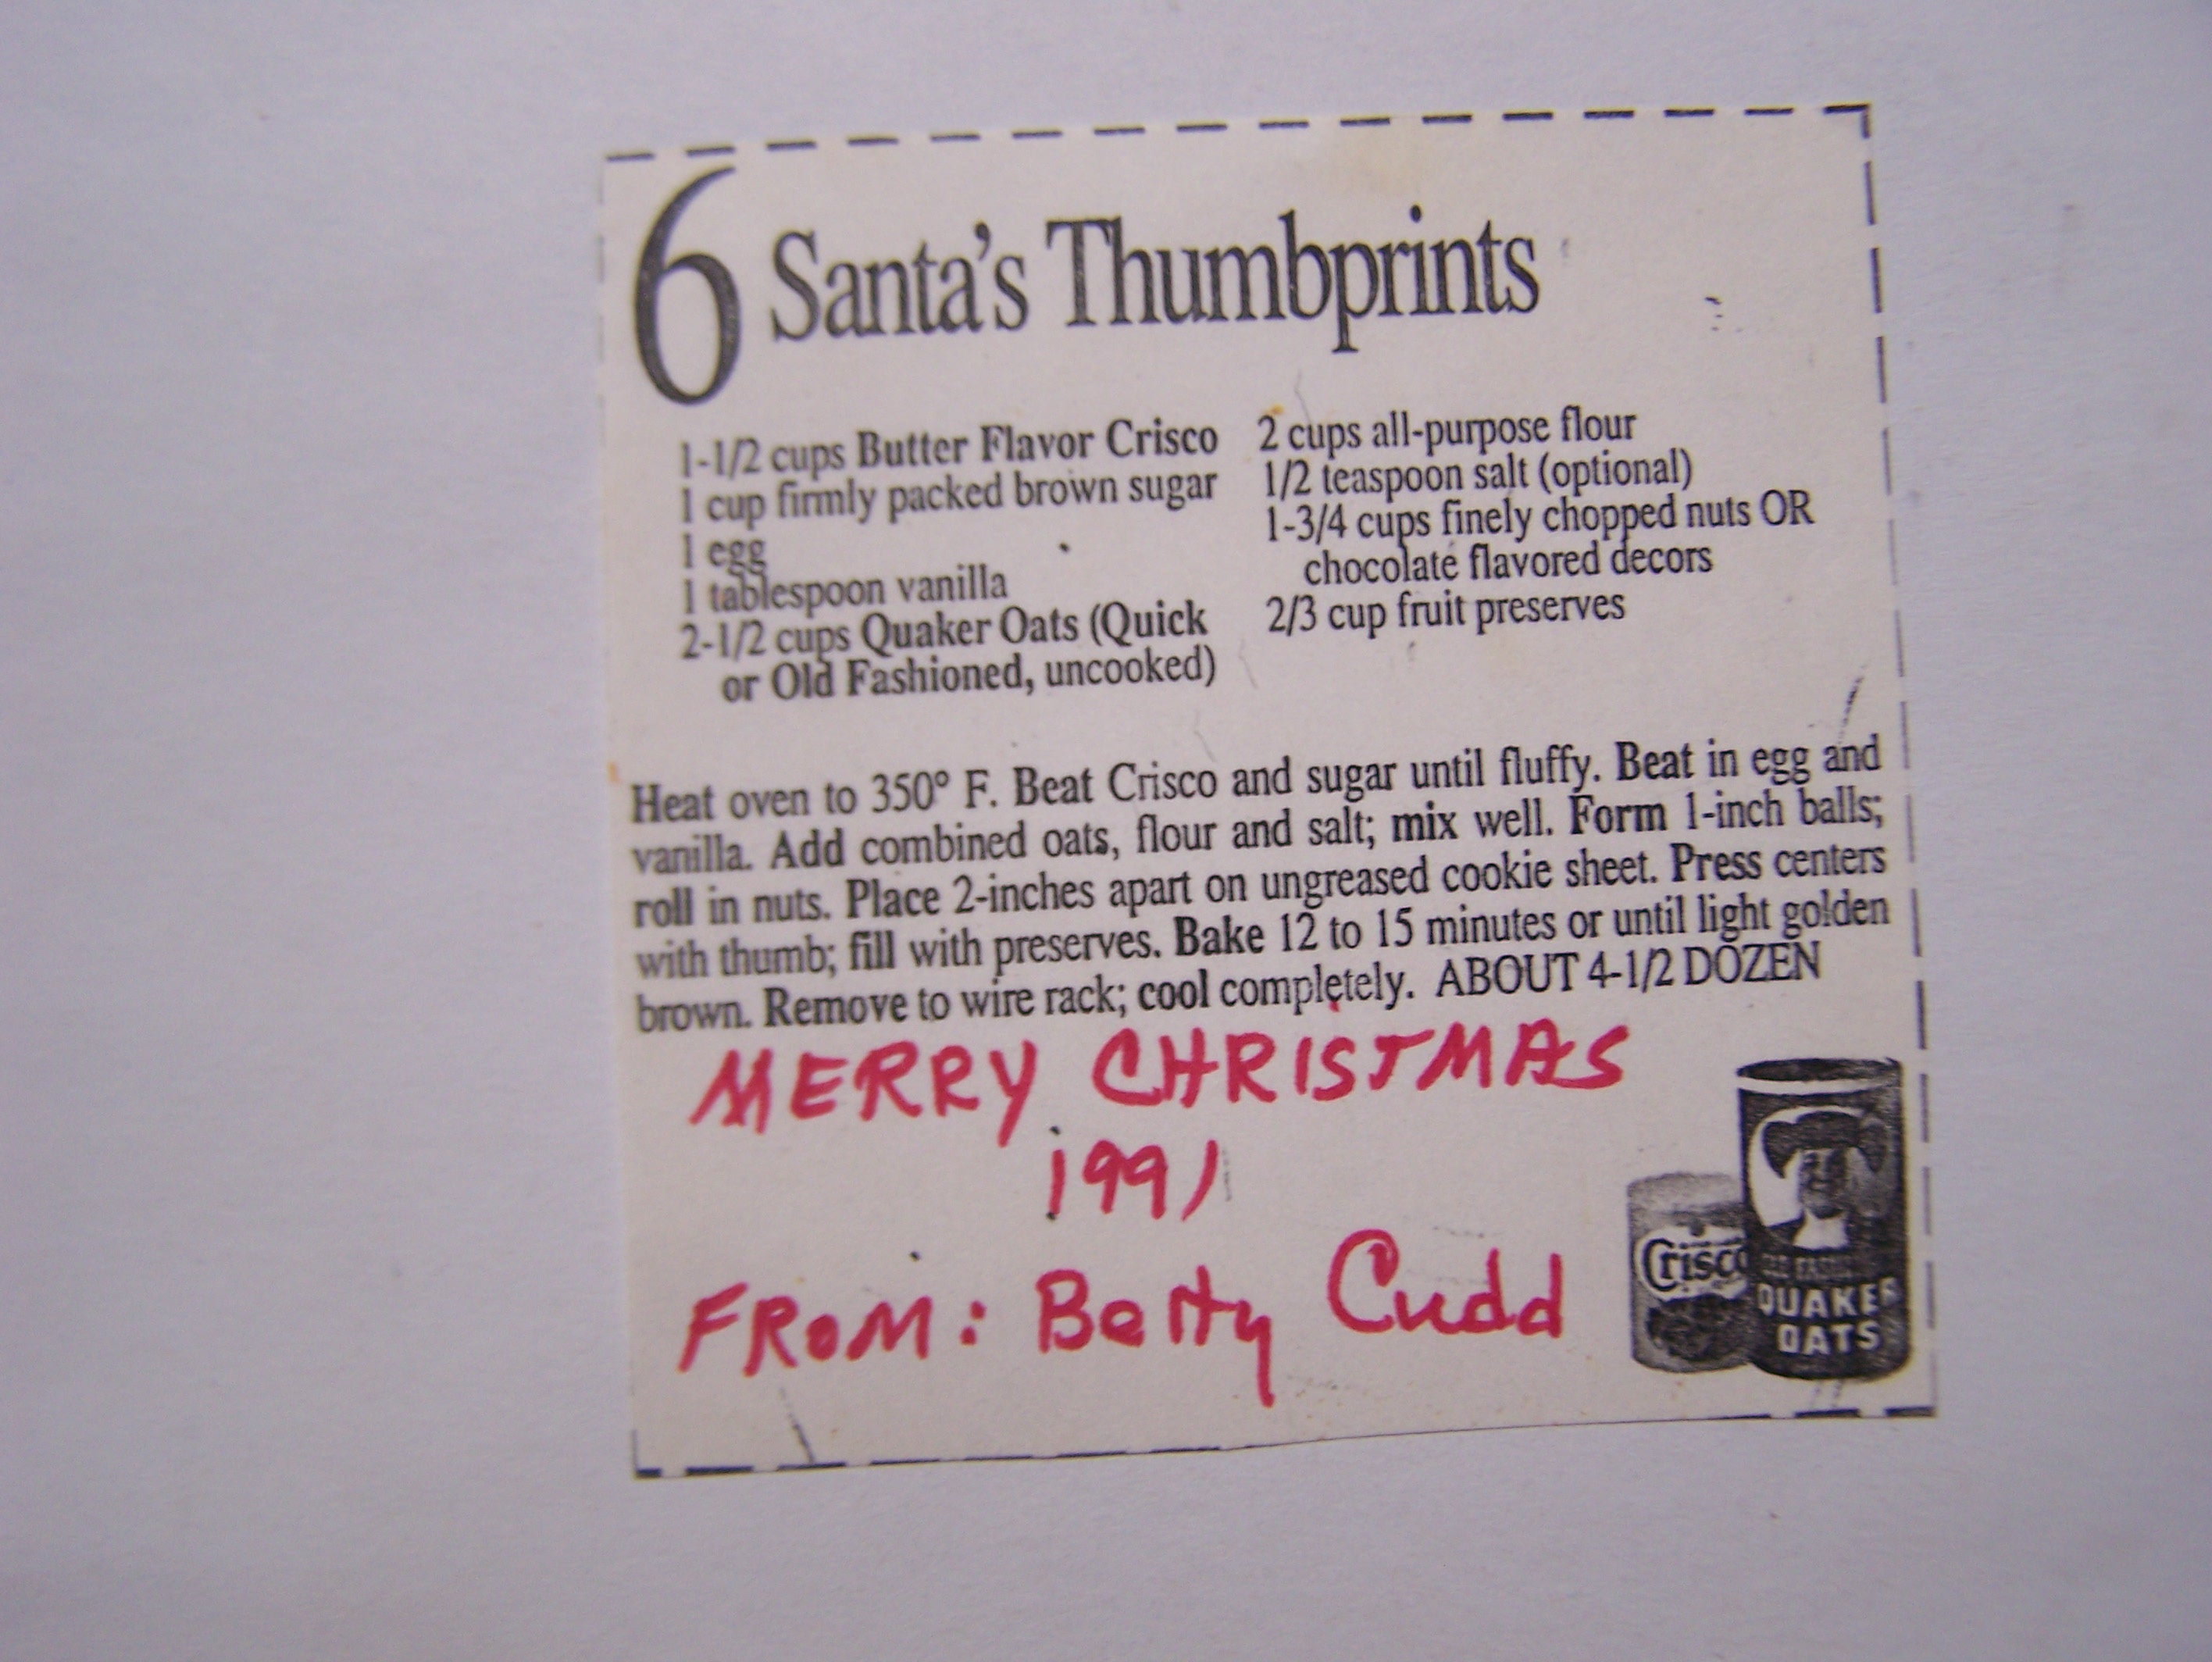 6 Santa's Thumbprints
1-1/2 cups Butter Flavor Crisco
1 cup firmly packed brown sugar
1 egg
1 tablespoon vanilla
2-1/2 cups Quaker Oats (Quick
or Old Fashioned, uncooked)
2 cups all-purpose flour
1/2 teaspoon salt (optional)
1-3/4 cups finely chopped nuts OR
chocolate flavored decors
2/3 cup fruit preserves
Heat oven to 350° F. Beat Crisco and sugar until fluffy. Beat in egg and
vanilla. Add combined oats, flour and salt; mix well. Form 1-inch balls;
roll in nuts. Place 2-inches apart on ungreased cookie sheet. Press centers
with thumb; fill with preserves. Bake 12 to 15 minutes or until light golden
brown. Remove to wire rack; cool completely. ABOUT 4-1/2 DOZEN
MERRY CHRISTMAS
1991
FROM: Betty Cudd
Crisco
QUAKER
OATS